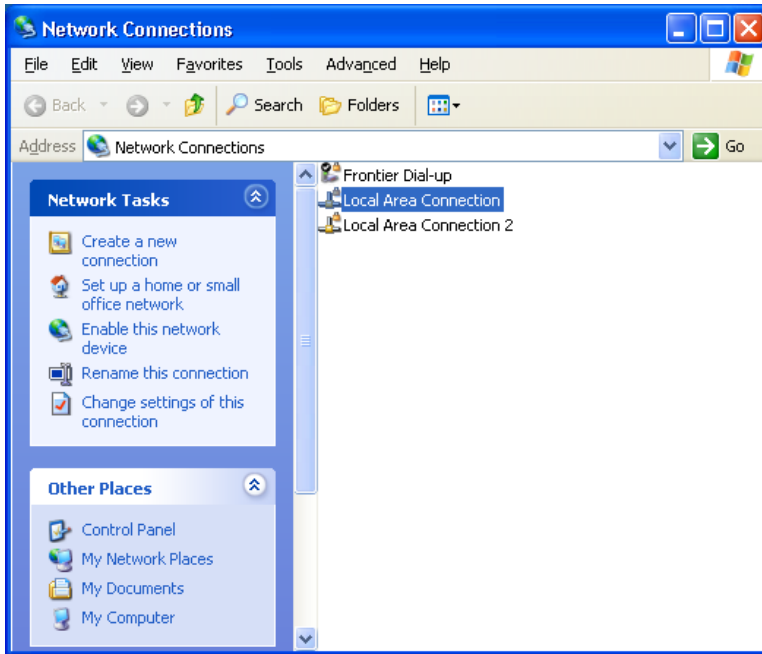 Network Connections
File Edit View Favorites Tools Advanced Help
Back Search Folders
Address Network Connections Go
Network Tasks
Create a new
connection
Set up a home or small
office network
Enable this network
device
Rename this connection
Change settings of this
connection
Other Places
Control Panel
My Network Places
My Documents
My Computer
Frontier Dial-up
Local Area Connection
Local Area Connection 2